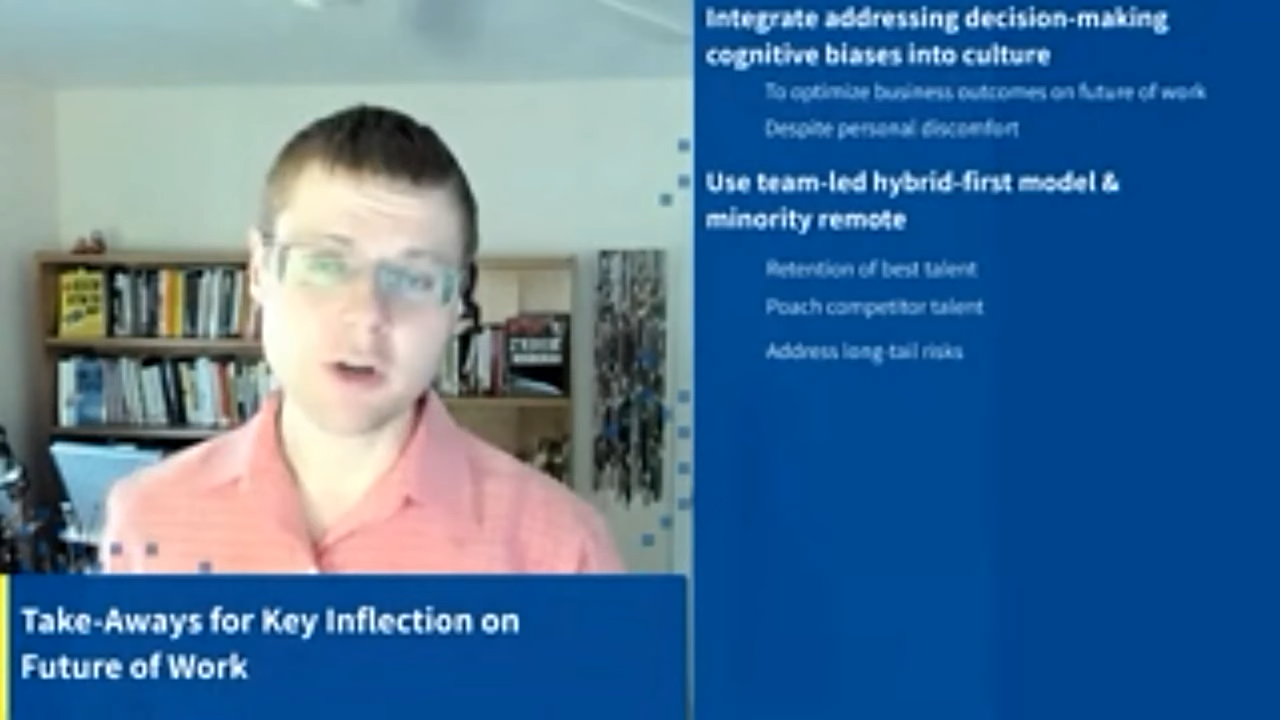 Integrate addressing decision-making
cognitive biases into culture
To optimize business outcomes on future of work
Despite personal discomfort
Use team-led hybrid-first model &
minority remote
Retention of best talent
Poach competitor talent
Address long-tail risks
Take-Aways for Key Inflection on
Future of Work